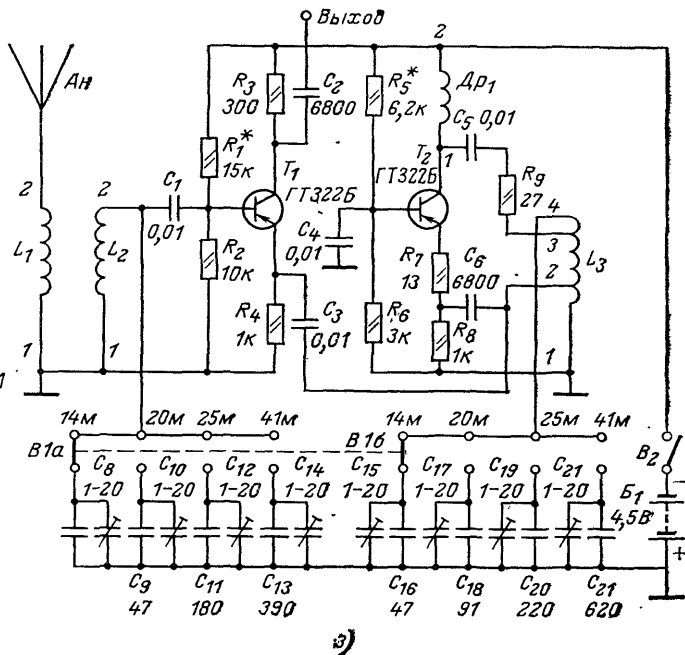 Выход
2
Ан
R3
300
C2
6800
R5*
6,2к
Др1
C5 0,01
R1*
15к
T1
ГТ322Б
T2
1
ГТ322Б
R9
27
2
2
C1
0,01
C4
0,01
4
3
2
L1
L2
R2
10к
R7
13
C6
6800
L3
R4
1к
C3
0,01
R6
3к
R8
1к
1
1
1
14м
20м
25м
41м
14м
20м
25м
41м
В1а
В1б
В2
C8
1-20
C10
1-20
C12
1-20
C14
1-20
C15
1-20
C17
1-20
C19
1-20
C21
1-20
Б1
4,5В
+
C9
47
C11
180
C13
390
C16
47
C18
91
C20
220
C21
620